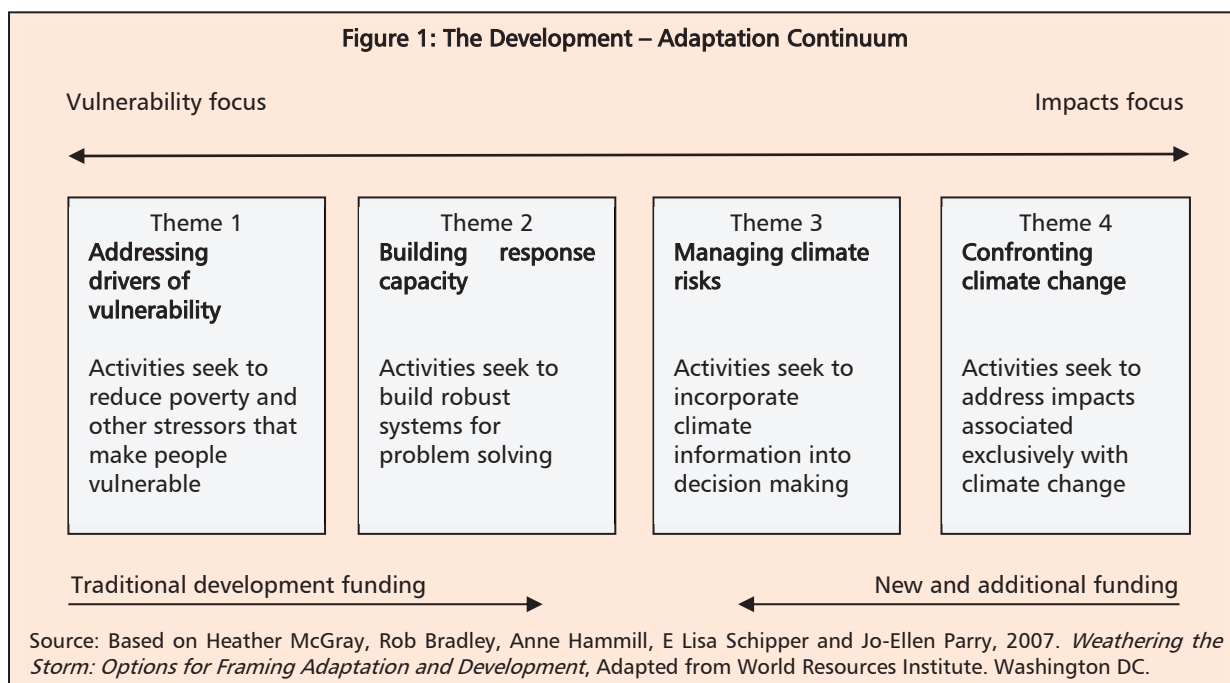 Figure 1: The Development – Adaptation Continuum
Vulnerability focus
Impacts focus
Theme 1
Addressing
drivers of
vulnerability
Activities seek to
reduce poverty and
other stressors that
make people
vulnerable
Theme 2
Building response
capacity
Activities seek to
build robust
systems for
problem solving
Theme 3
Managing climate
risks
Activities seek to
incorporate
climate
information into
decision making
Theme 4
Confronting
climate change
Activities seek to
address impacts
associated
exclusively with
climate change
Traditional development funding
New and additional funding
Source: Based on Heather McGray, Rob Bradley, Anne Hammill, E Lisa Schipper and Jo-Ellen Parry, 2007. Weathering the
Storm: Options for Framing Adaptation and Development, Adapted from World Resources Institute. Washington DC.